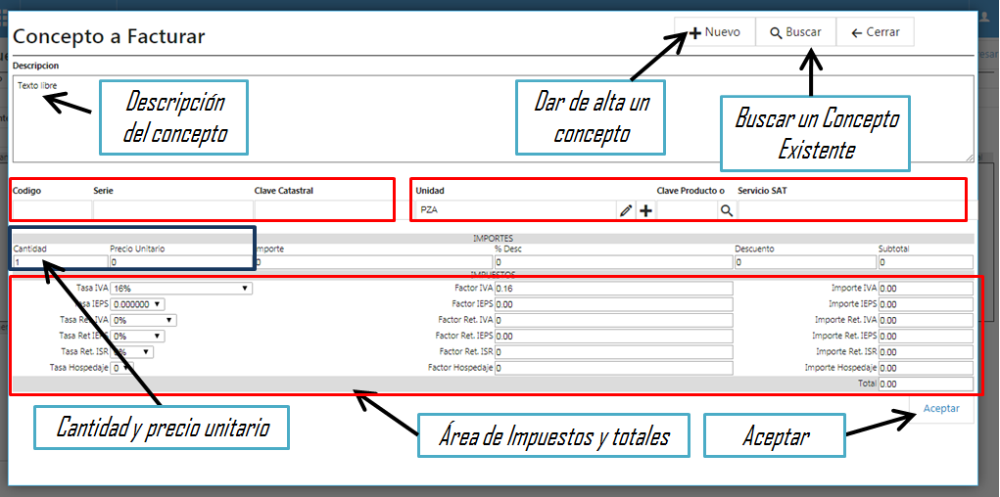 Concepto a Facturar
Nuevo
Buscar
Cerrar
Descripcion
Texto libre
Descripción
del concepto
Dar de alta un
concepto
Buscar un Concepto
Existente
Codigo Serie Clave Catastral Unidad Clave Producto o Servicio SAT
PZA
IMPORTES
Cantidad Precio Unitario Importe % Desc Descuento Subtotal
1 0 0 0 0 0
IMPUESTOS
Tasa IVA 16% Factor IVA 0.16 Importe IVA 0.00
Tasa IEPS 0.000000 Factor IEPS 0.00 Importe IEPS 0.00
Tasa Ret. IVA 0% Factor Ret. IVA 0 Importe Ret. IVA 0.00
Tasa Ret IEPS 0% Factor Ret. IEPS 0.00 Importe Ret. IEPS 0.00
Tasa Ret. ISR 0% Factor Ret. ISR 0 Importe Ret. ISR 0.00
Tasa Hospedaje 0 Factor Hospedaje 0 Importe Hospedaje 0.00
Total 0.00
Aceptar
Cantidad y precio unitario
Área de Impuestos y totales
Aceptar